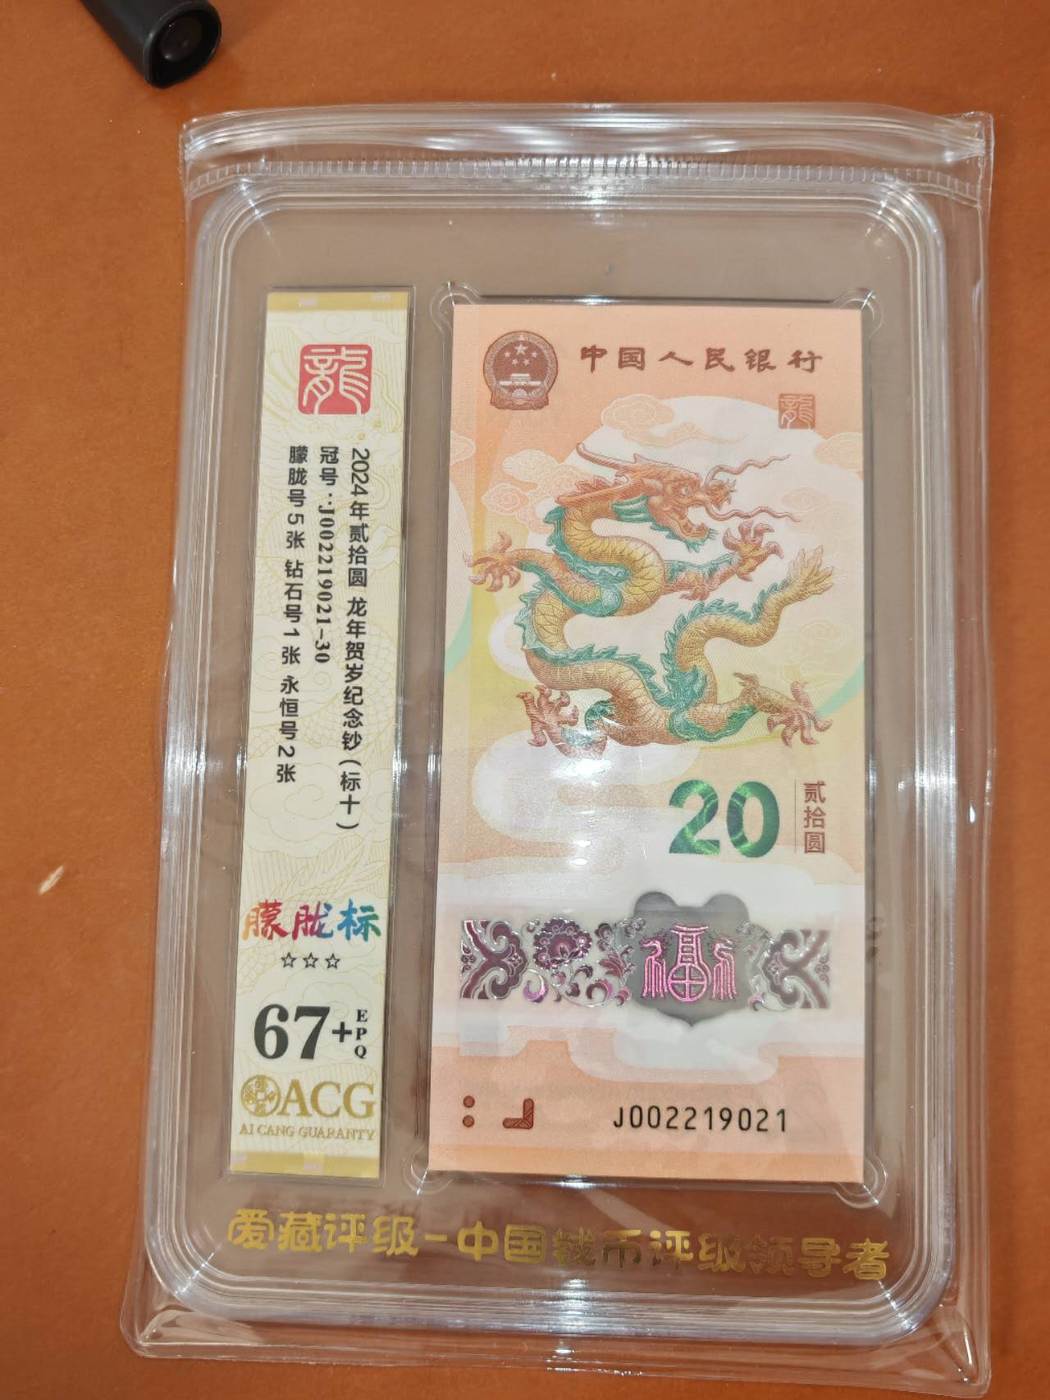 龍
2024年贰拾圆 龙年贺岁纪念钞（标十）
冠号：J002219021-30
朦胧号5张 钻石号1张 永恒号2张
朦胧标
☆☆☆
67+EPQ
ACG
AI CANG GUARANTY
中国人民银行
龍
20
贰拾圆
福
J002219021
爱藏评级-中国钱币评级领导者